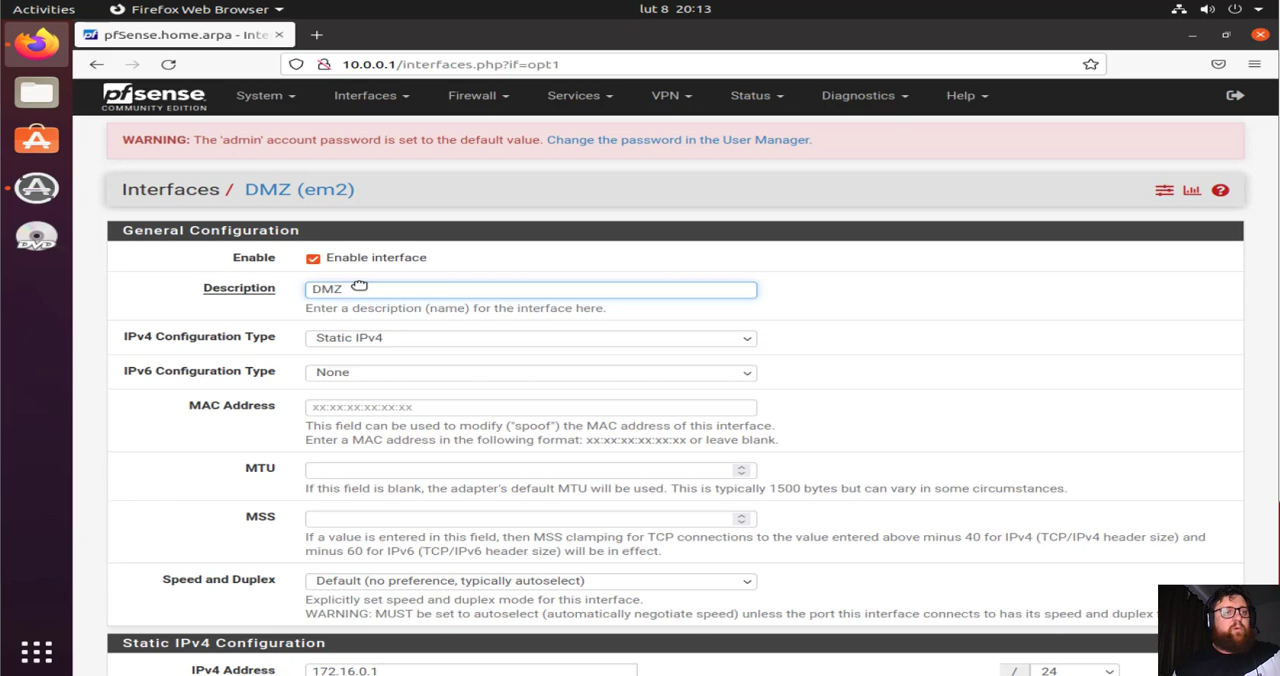 Activities Firefox Web Browser lut 8 20:13
pfSense.home.arpa - Inte
10.0.0.1/interfaces.php?if=opt1
pfsense COMMUNITY EDITION System Interfaces Firewall Services VPN Status Diagnostics Help
WARNING: The 'admin' account password is set to the default value. Change the password in the User Manager.
Interfaces / DMZ (em2)
General Configuration
Enable Enable interface
Description DMZ
Enter a description (name) for the interface here.
IPv4 Configuration Type Static IPv4
IPv6 Configuration Type None
MAC Address xx:xx:xx:xx:xx:xx
This field can be used to modify ("spoof") the MAC address of this interface.
Enter a MAC address in the following format: xx:xx:xx:xx:xx:xx or leave blank.
MTU
If this field is blank, the adapter's default MTU will be used. This is typically 1500 bytes but can vary in some circumstances.
MSS
If a value is entered in this field, then MSS clamping for TCP connections to the value entered above minus 40 for IPv4 (TCP/IPv4 header size) and
minus 60 for IPv6 (TCP/IPv6 header size) will be in effect.
Speed and Duplex Default (no preference, typically autoselect)
Explicitly set speed and duplex mode for this interface.
WARNING: MUST be set to autoselect (automatically negotiate speed) unless the port this interface connects to has its speed and duplex
Static IPv4 Configuration
IPv4 Address 172.16.0.1 / 24
DVD